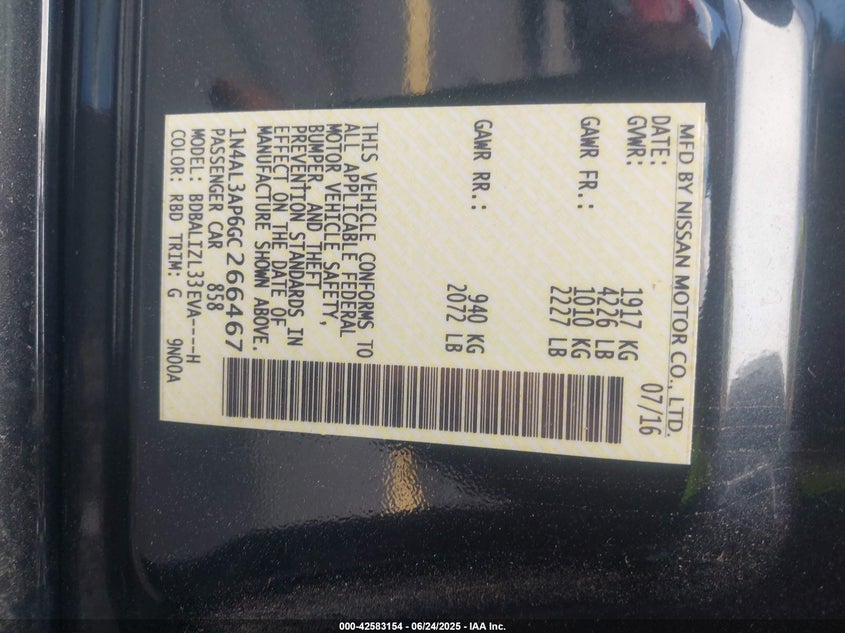 MFD BY NISSAN MOTOR CO., LTD.
DATE: 07/16
GVWR: 1917 KG
4226 LB
GAWR FR.: 1010 KG
2227 LB
GAWR RR.: 940 KG
2072 LB
THIS VEHICLE CONFORMS TO
ALL APPLICABLE FEDERAL
MOTOR VEHICLE SAFETY,
BUMPER, AND THEFT
PREVENTION STANDARDS IN
EFFECT ON THE DATE OF
MANUFACTURE SHOWN ABOVE.
1N4AL3AP6GC266467
PASSENGER CAR 858
MODEL: BDBALIZL33EVA----H
COLOR: RBD TRIM: G 9N00A
000-42583154 - 06/24/2025 - IAA Inc.